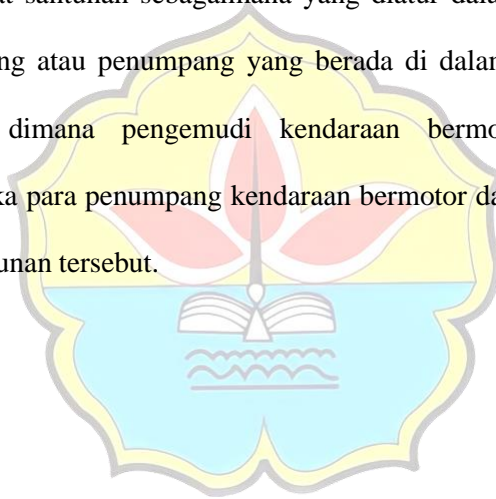 at santunan sebagaimana yang diatur dala
ng atau penumpang yang berada di dalam
dimana pengemudi kendaraan bermo
ka para penumpang kendaraan bermotor da
unan tersebut.